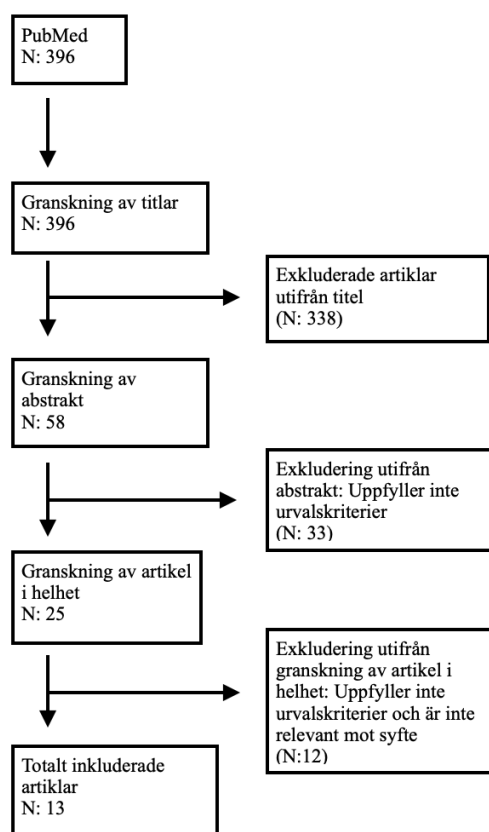 PubMed
N: 396
Granskning av titlar
N: 396
Exkluderade artiklar
utifrån titel
(N: 338)
Granskning av
abstrakt
N: 58
Exkludering utifrån
abstrakt: Uppfyller inte
urvalskriterier
(N: 33)
Granskning av artikel
i helhet
N: 25
Exkludering utifrån
granskning av artikel i
helhet: Uppfyller inte
urvalskriterier och är inte
relevant mot syfte
(N:12)
Totalt inkluderade
artiklar
N: 13